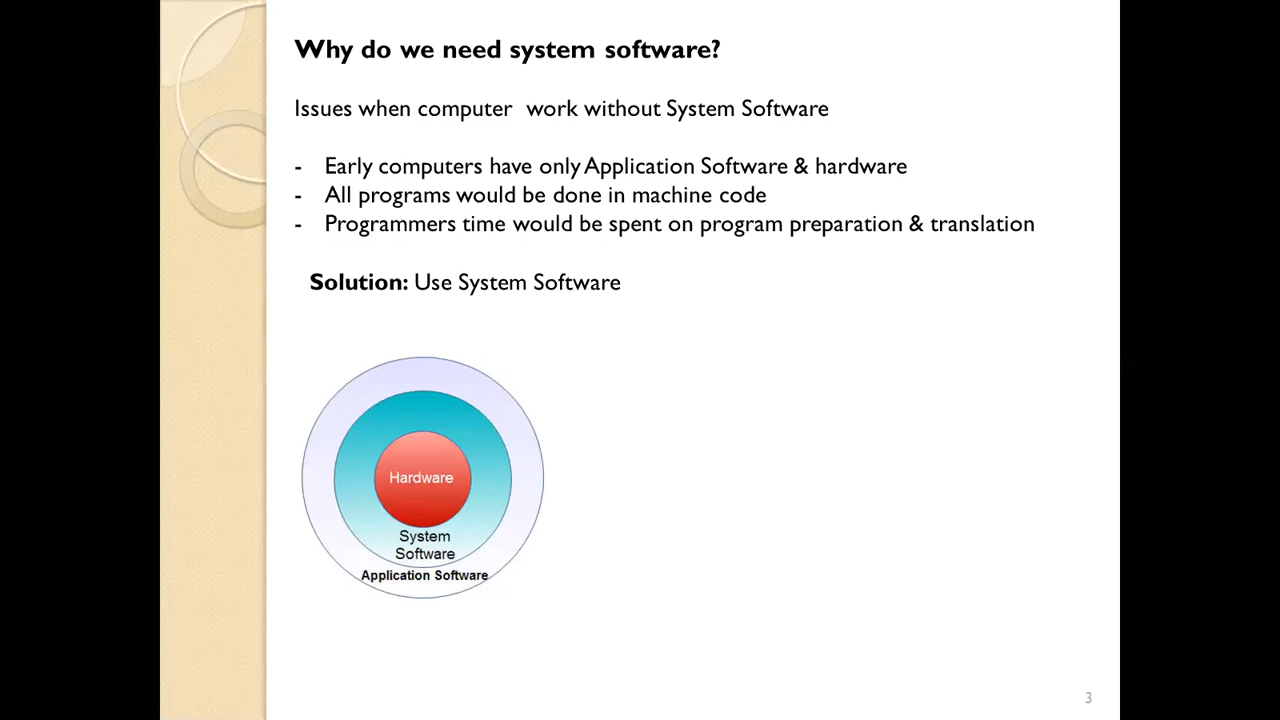 Why do we need system software?
Issues when computer work without System Software
- Early computers have only Application Software & hardware
- All programs would be done in machine code
- Programmers time would be spent on program preparation & translation
Solution: Use System Software
Hardware
System
Software
Application Software
3